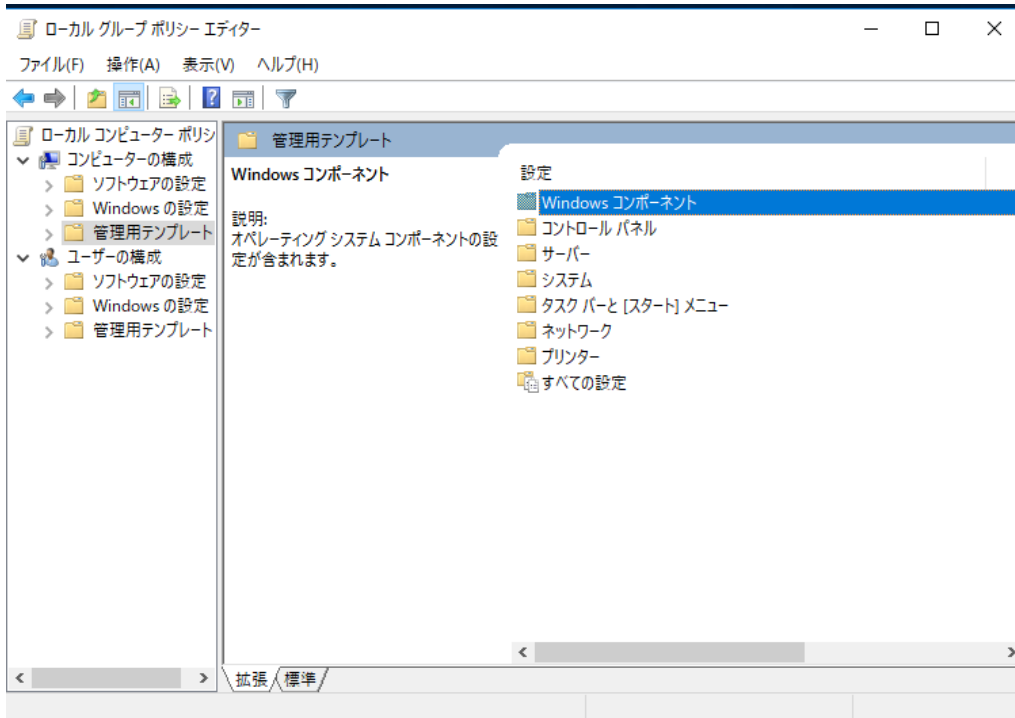 ローカル グループ ポリシー エディター
ファイル(F) 操作(A) 表示(V) ヘルプ(H)
ローカル コンピューター ポリシ
コンピューターの構成
ソフトウェアの設定
Windows の設定
管理用テンプレート
ユーザーの構成
ソフトウェアの設定
Windows の設定
管理用テンプレート
管理用テンプレート
Windows コンポーネント
説明:
オペレーティング システム コンポーネントの設
定が含まれます。
設定
Windows コンポーネント
コントロール パネル
サーバー
システム
タスク バーと [スタート] メニュー
ネットワーク
プリンター
すべての設定
拡張 標準